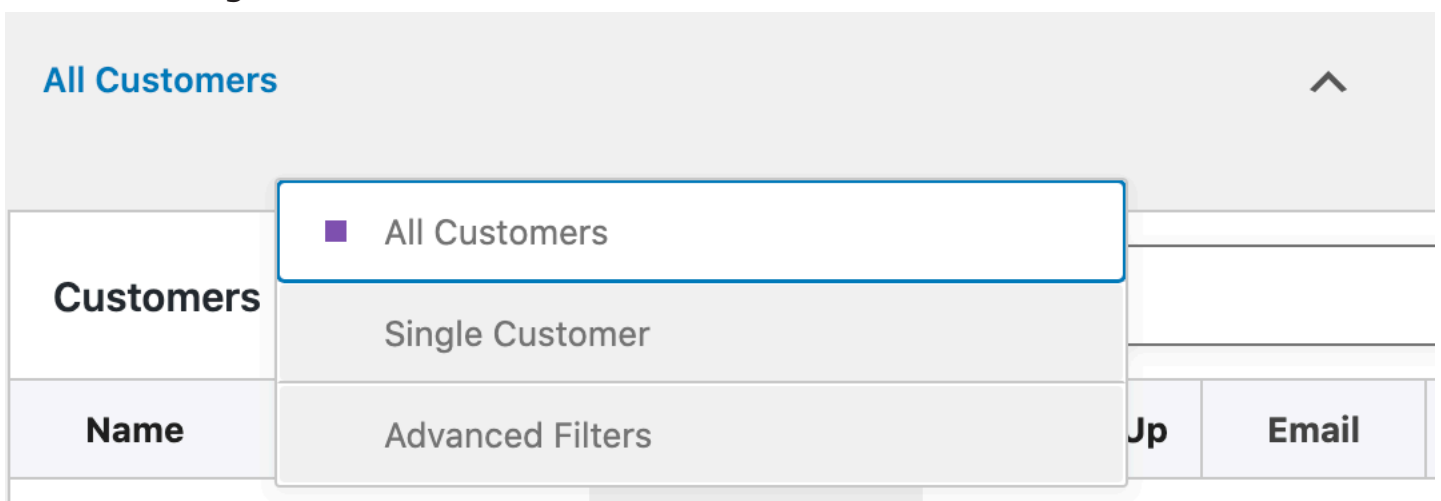 All Customers
All Customers
Customers
Single Customer
Name
Advanced Filters
Up
Email